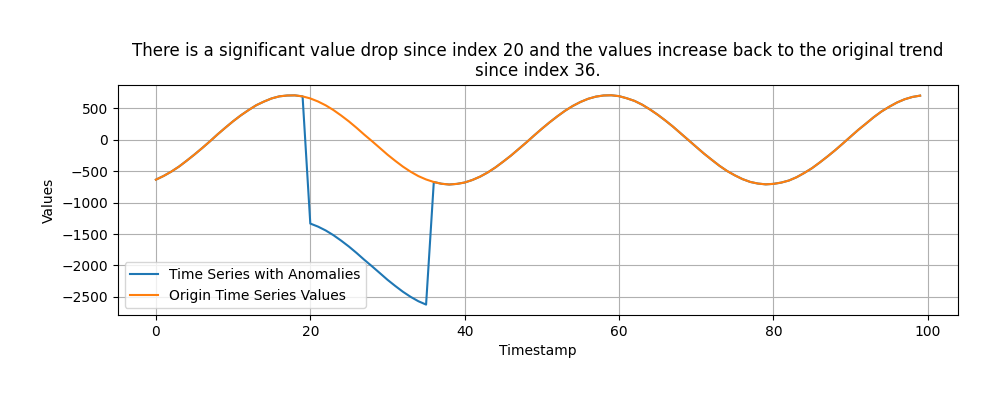 There is a significant value drop since index 20 and the values increase back to the original trend
since index 36.
Values
500
0
−500
−1000
−1500
−2000
−2500
Time Series with Anomalies
Origin Time Series Values
0
20
40
60
80
100
Timestamp